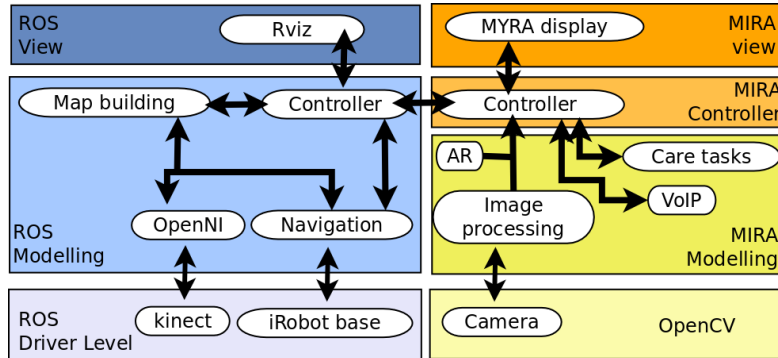 ROS
View
Rviz
MYRA display
MIRA
view
Map building
Controller
Controller
MIRA
Controller
AR
Care tasks
VoIP
Image
processing
OpenNI
Navigation
ROS
Modelling
MIRA
Modelling
ROS
Driver Level
kinect
iRobot base
Camera
OpenCV